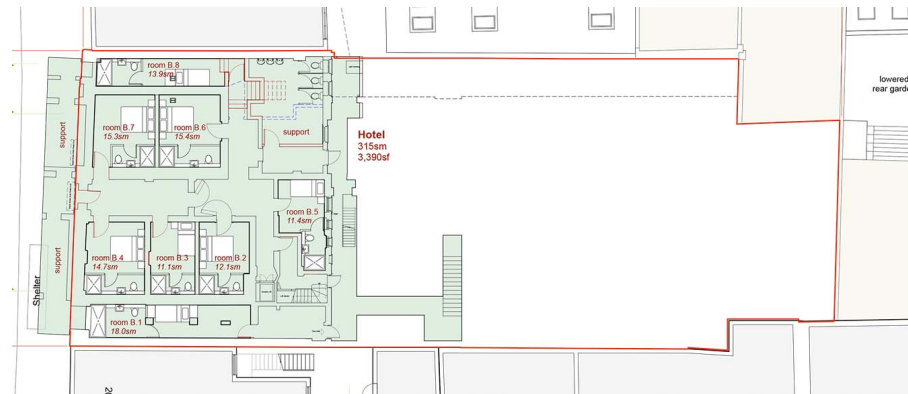 room B.8
13.9sm
lowered
rear garde
support
room B.7
15.3sm
room B.6
15.4sm
support
Hotel
315sm
3,390sf
room B.5
11.4sm
room B.4
14.7sm
room B.3
11.1sm
room B.2
12.1sm
support
Shelter
room B.1
18.0sm